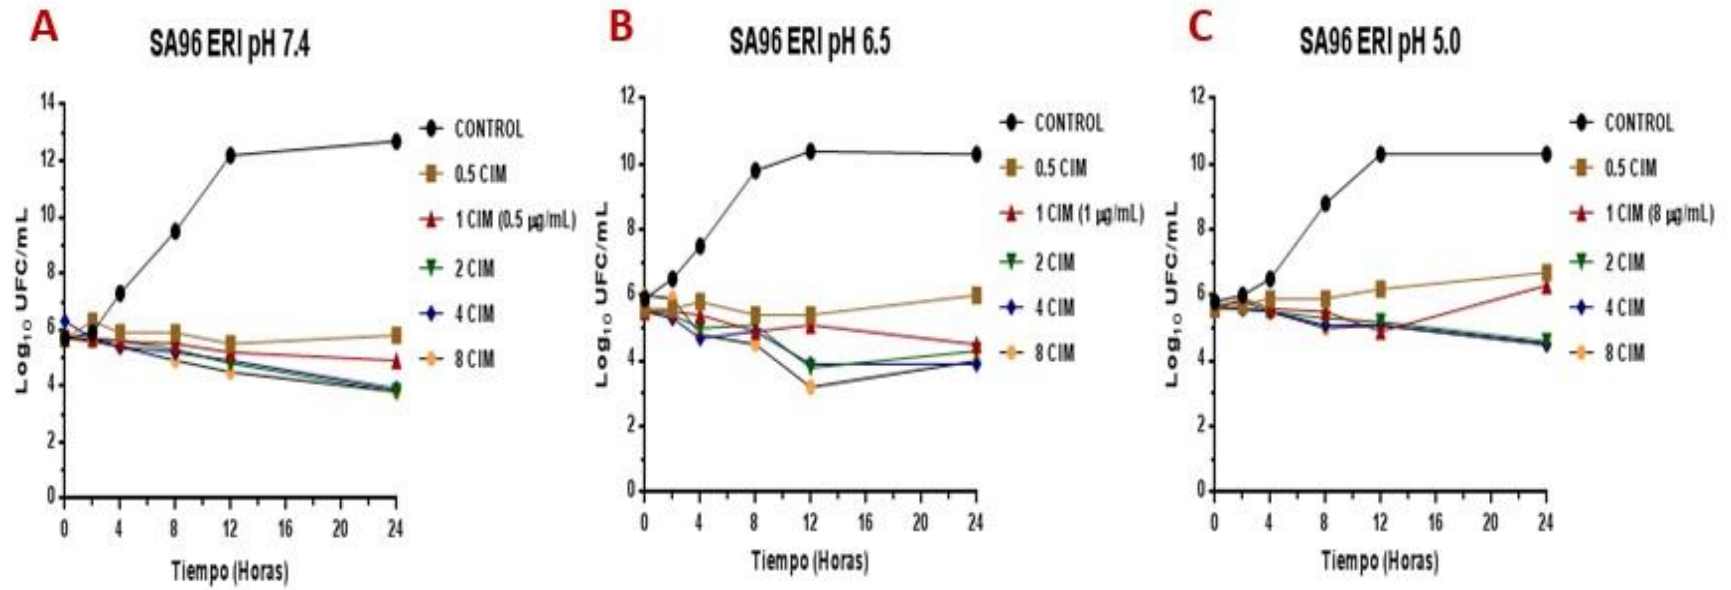 A
SA96 ERI pH 7.4
14
12
10
8
6
4
2
0
Log₁₀ UFC/mL
0 4 8 12 16 20 24
Tiempo (Horas)
CONTROL
0.5 CIM
1 CIM (0.5 µg/mL)
2 CIM
4 CIM
8 CIM
B
SA96 ERI pH 6.5
12
10
8
6
4
2
0
Log₁₀ UFC/mL
0 4 8 12 16 20 24
Tiempo (Horas)
CONTROL
0.5 CIM
1 CIM (1 µg/mL)
2 CIM
4 CIM
8 CIM
C
SA96 ERI pH 5.0
12
10
8
6
4
2
0
Log₁₀ UFC/mL
0 4 8 12 16 20 24
Tiempo (Horas)
CONTROL
0.5 CIM
1 CIM (8 µg/mL)
2 CIM
4 CIM
8 CIM